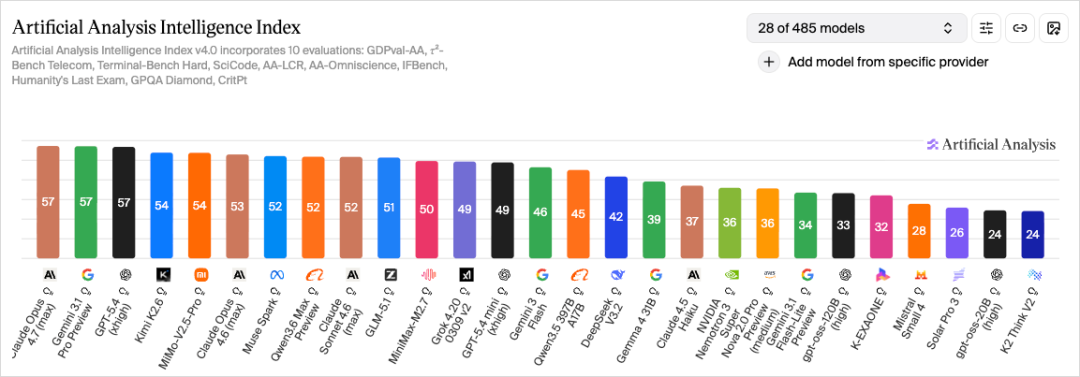 Artificial Analysis Intelligence Index
28 of 485 models
Artificial Analysis Intelligence Index v4.0 incorporates 10 evaluations: GDPval-AA, τ²-
Bench Telecom, Terminal-Bench Hard, SciCode, AA-LCR, AA-Omniscience, IFBench,
Humanity's Last Exam, GPQA Diamond, CritPt
+ Add model from specific provider
Artificial Analysis
57
57
57
54
54
53
52
52
52
51
50
49
49
46
45
42
39
37
36
36
34
33
32
28
26
24
24
Claude Opus
4.7 (max)
Gemini 3.1
Pro Preview
GPT-5.4
(xhigh)
Kimi K2.6
MiMo-V2.5-Pro
Claude Opus
4.6 (max)
Muse Spark
Qwen3.6 Max
Preview
Claude
Sonnet 4.6
(max)
GLM-5.1
MiniMax-M2.7
Grok 4.20
0309 v2
GPT-5.4 mini
(xhigh)
Gemini 3
Flash
Qwen3.5 397B
A17B
DeepSeek
V3.2
Gemma 4 31B
Claude 4.5
Haiku
NVIDIA
Nemotron 3
Super
Nova 2.0 Pro
Preview
(medium)
Gemini 3.1
Flash-Lite
Preview
gpt-oss-120B
(high)
K-EXAONE
Mistral
Small 4
Solar Pro 3
gpt-oss-20B
(high)
K2 Think V2